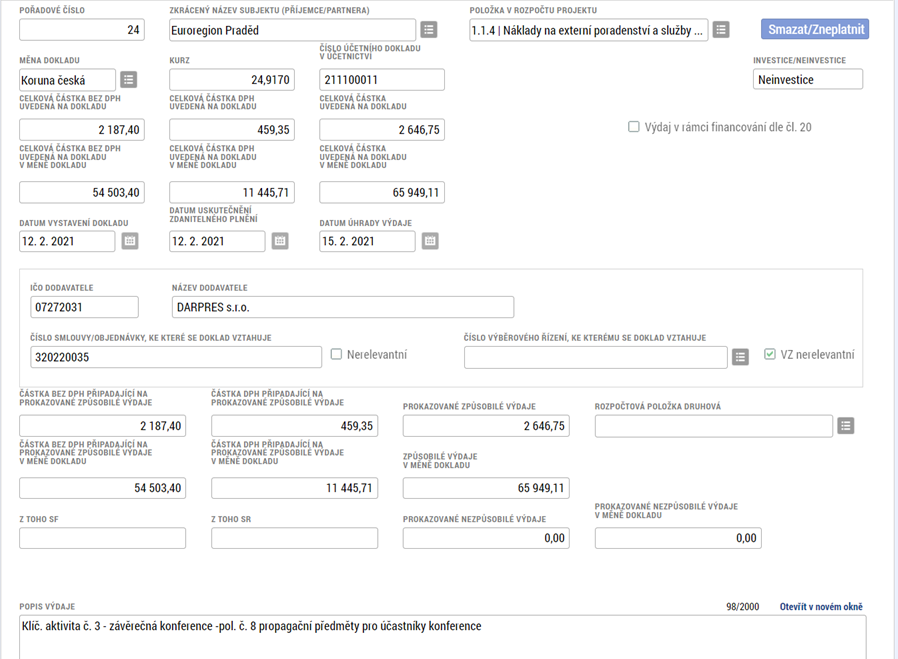 POŘADOVÉ ČÍSLO
24
ZKRÁCENÝ NÁZEV SUBJEKTU (PŘÍJEMCE/PARTNERA)
Euroregion Praděd
POLOŽKA V ROZPOČTU PROJEKTU
1.1.4 | Náklady na externí poradenství a služby ...
Smazat/Zneplatnit
MĚNA DOKLADU
Koruna česká
KURZ
24,9170
ČÍSLO ÚČETNÍHO DOKLADU
V ÚČETNICTVÍ
211100011
INVESTICE/NEINVESTICE
Neinvestice
CELKOVÁ ČÁSTKA BEZ DPH
UVEDENÁ NA DOKLADU
2 187,40
CELKOVÁ ČÁSTKA DPH
UVEDENÁ NA DOKLADU
459,35
CELKOVÁ ČÁSTKA
UVEDENÁ NA DOKLADU
2 646,75
Výdaj v rámci financování dle čl. 20
CELKOVÁ ČÁSTKA BEZ DPH
UVEDENÁ NA DOKLADU
V MĚNĚ DOKLADU
54 503,40
CELKOVÁ ČÁSTKA DPH
UVEDENÁ NA DOKLADU
V MĚNĚ DOKLADU
11 445,71
CELKOVÁ ČÁSTKA
UVEDENÁ NA DOKLADU
V MĚNĚ DOKLADU
65 949,11
DATUM VYSTAVENÍ DOKLADU
12. 2. 2021
DATUM USKUTEČNĚNÍ
ZDANITELNÉHO PLNĚNÍ
12. 2. 2021
DATUM ÚHRADY VÝDAJE
15. 2. 2021
IČO DODAVATELE
07272031
NÁZEV DODAVATELE
DARPRES s.r.o.
ČÍSLO SMLOUVY/OBJEDNÁVKY, KE KTERÉ SE DOKLAD VZTAHUJE
320220035
Nerelevantní
ČÍSLO VÝBĚROVÉHO ŘÍZENÍ, KE KTERÉMU SE DOKLAD VZTAHUJE
VZ nerelevantní
ČÁSTKA BEZ DPH PŘIPADAJÍCÍ NA
PROKAZOVANÉ ZPŮSOBILÉ VÝDAJE
2 187,40
ČÁSTKA DPH PŘIPADAJÍCÍ NA
PROKAZOVANÉ ZPŮSOBILÉ VÝDAJE
459,35
PROKAZOVANÉ ZPŮSOBILÉ VÝDAJE
2 646,75
ROZPOČTOVÁ POLOŽKA DRUHOVÁ
ČÁSTKA BEZ DPH PŘIPADAJÍCÍ NA
PROKAZOVANÉ ZPŮSOBILÉ VÝDAJE
V MĚNĚ DOKLADU
54 503,40
ČÁSTKA DPH PŘIPADAJÍCÍ NA
PROKAZOVANÉ ZPŮSOBILÉ VÝDAJE
V MĚNĚ DOKLADU
11 445,71
ZPŮSOBILÉ VÝDAJE
V MĚNĚ DOKLADU
65 949,11
Z TOHO SF
Z TOHO SR
PROKAZOVANÉ NEZPŮSOBILÉ VÝDAJE
0,00
PROKAZOVANÉ NEZPŮSOBILÉ VÝDAJE
V MĚNĚ DOKLADU
0,00
POPIS VÝDAJE
98/2000
Otevřít v novém okně
Klíč. aktivita č. 3 - závěrečná konference -pol. č. 8 propagační předměty pro účastníky konference